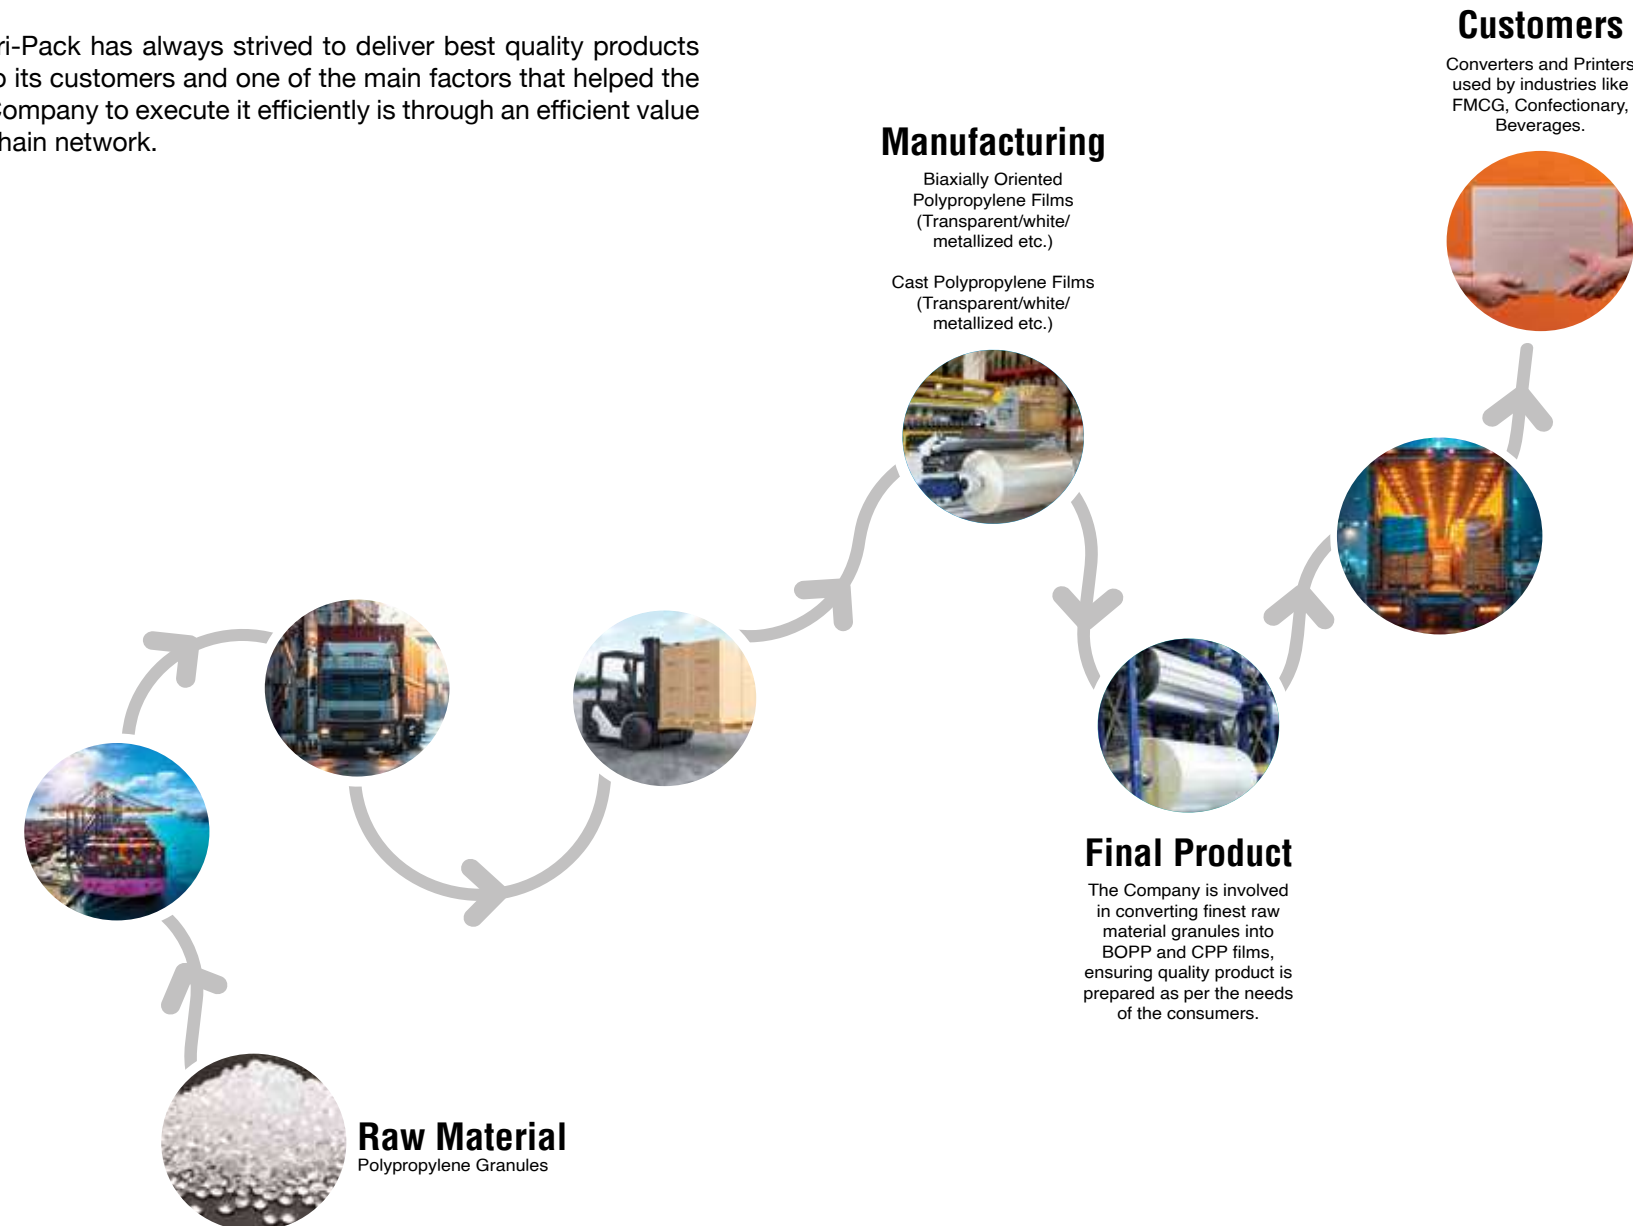 ri-Pack has always strived to deliver best quality products
o its customers and one of the main factors that helped the
Company to execute it efficiently is through an efficient value
hain network.
Customers
Converters and Printers
used by industries like
FMCG, Confectionary,
Beverages.
Manufacturing
Biaxially Oriented
Polypropylene Films
(Transparent/white/
metallized etc.)
Cast Polypropylene Films
(Transparent/white/
metallized etc.)
Final Product
The Company is involved
in converting finest raw
material granules into
BOPP and CPP films,
ensuring quality product is
prepared as per the needs
of the consumers.
Raw Material
Polypropylene Granules